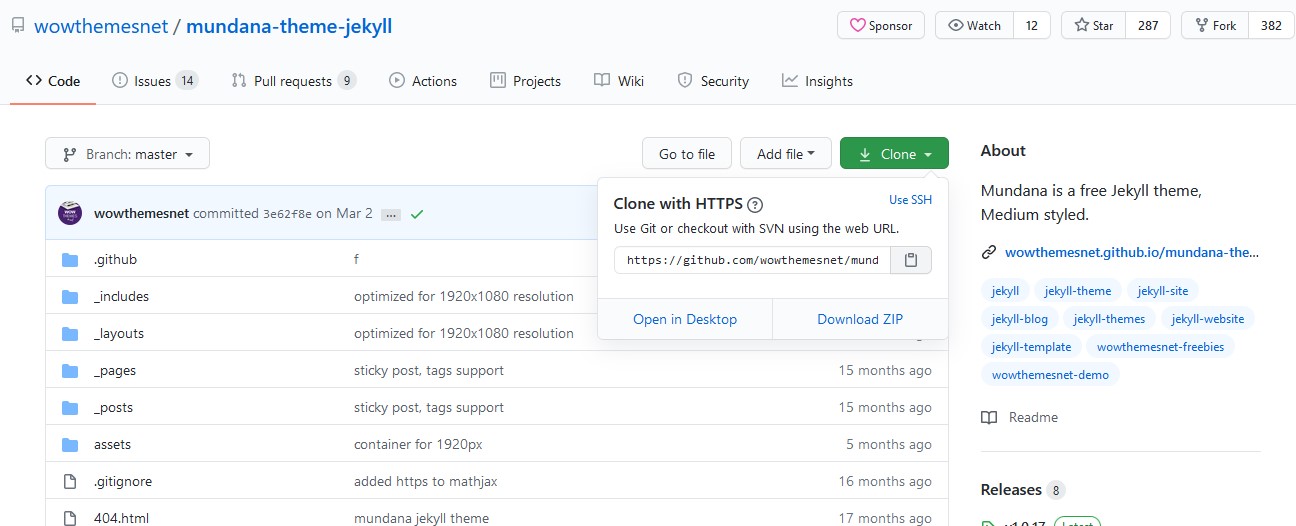 wowthemesnet / mundana-theme-jekyll
Sponsor Watch 12 Star 287 Fork 382
Code Issues 14 Pull requests 9 Actions Projects Wiki Security Insights
Branch: master Go to file Add file Clone
wowthemesnet committed 3e62f8e on Mar 2 ...
Clone with HTTPS ? Use SSH
Use Git or checkout with SVN using the web URL.
https://github.com/wowthemesnet/mund
Open in Desktop Download ZIP
.github f
_includes optimized for 1920x1080 resolution
_layouts optimized for 1920x1080 resolution
_pages sticky post, tags support 15 months ago
_posts sticky post, tags support 15 months ago
assets container for 1920px 5 months ago
.gitignore added https to mathjax 16 months ago
404.html mundana jekyll theme 17 months ago
About
Mundana is a free Jekyll theme,
Medium styled.
wowthemesnet.github.io/mundana-the...
jekyll jekyll-theme jekyll-site
jekyll-blog jekyll-themes jekyll-website
jekyll-template wowthemesnet-freebies
wowthemesnet-demo
Readme
Releases 8